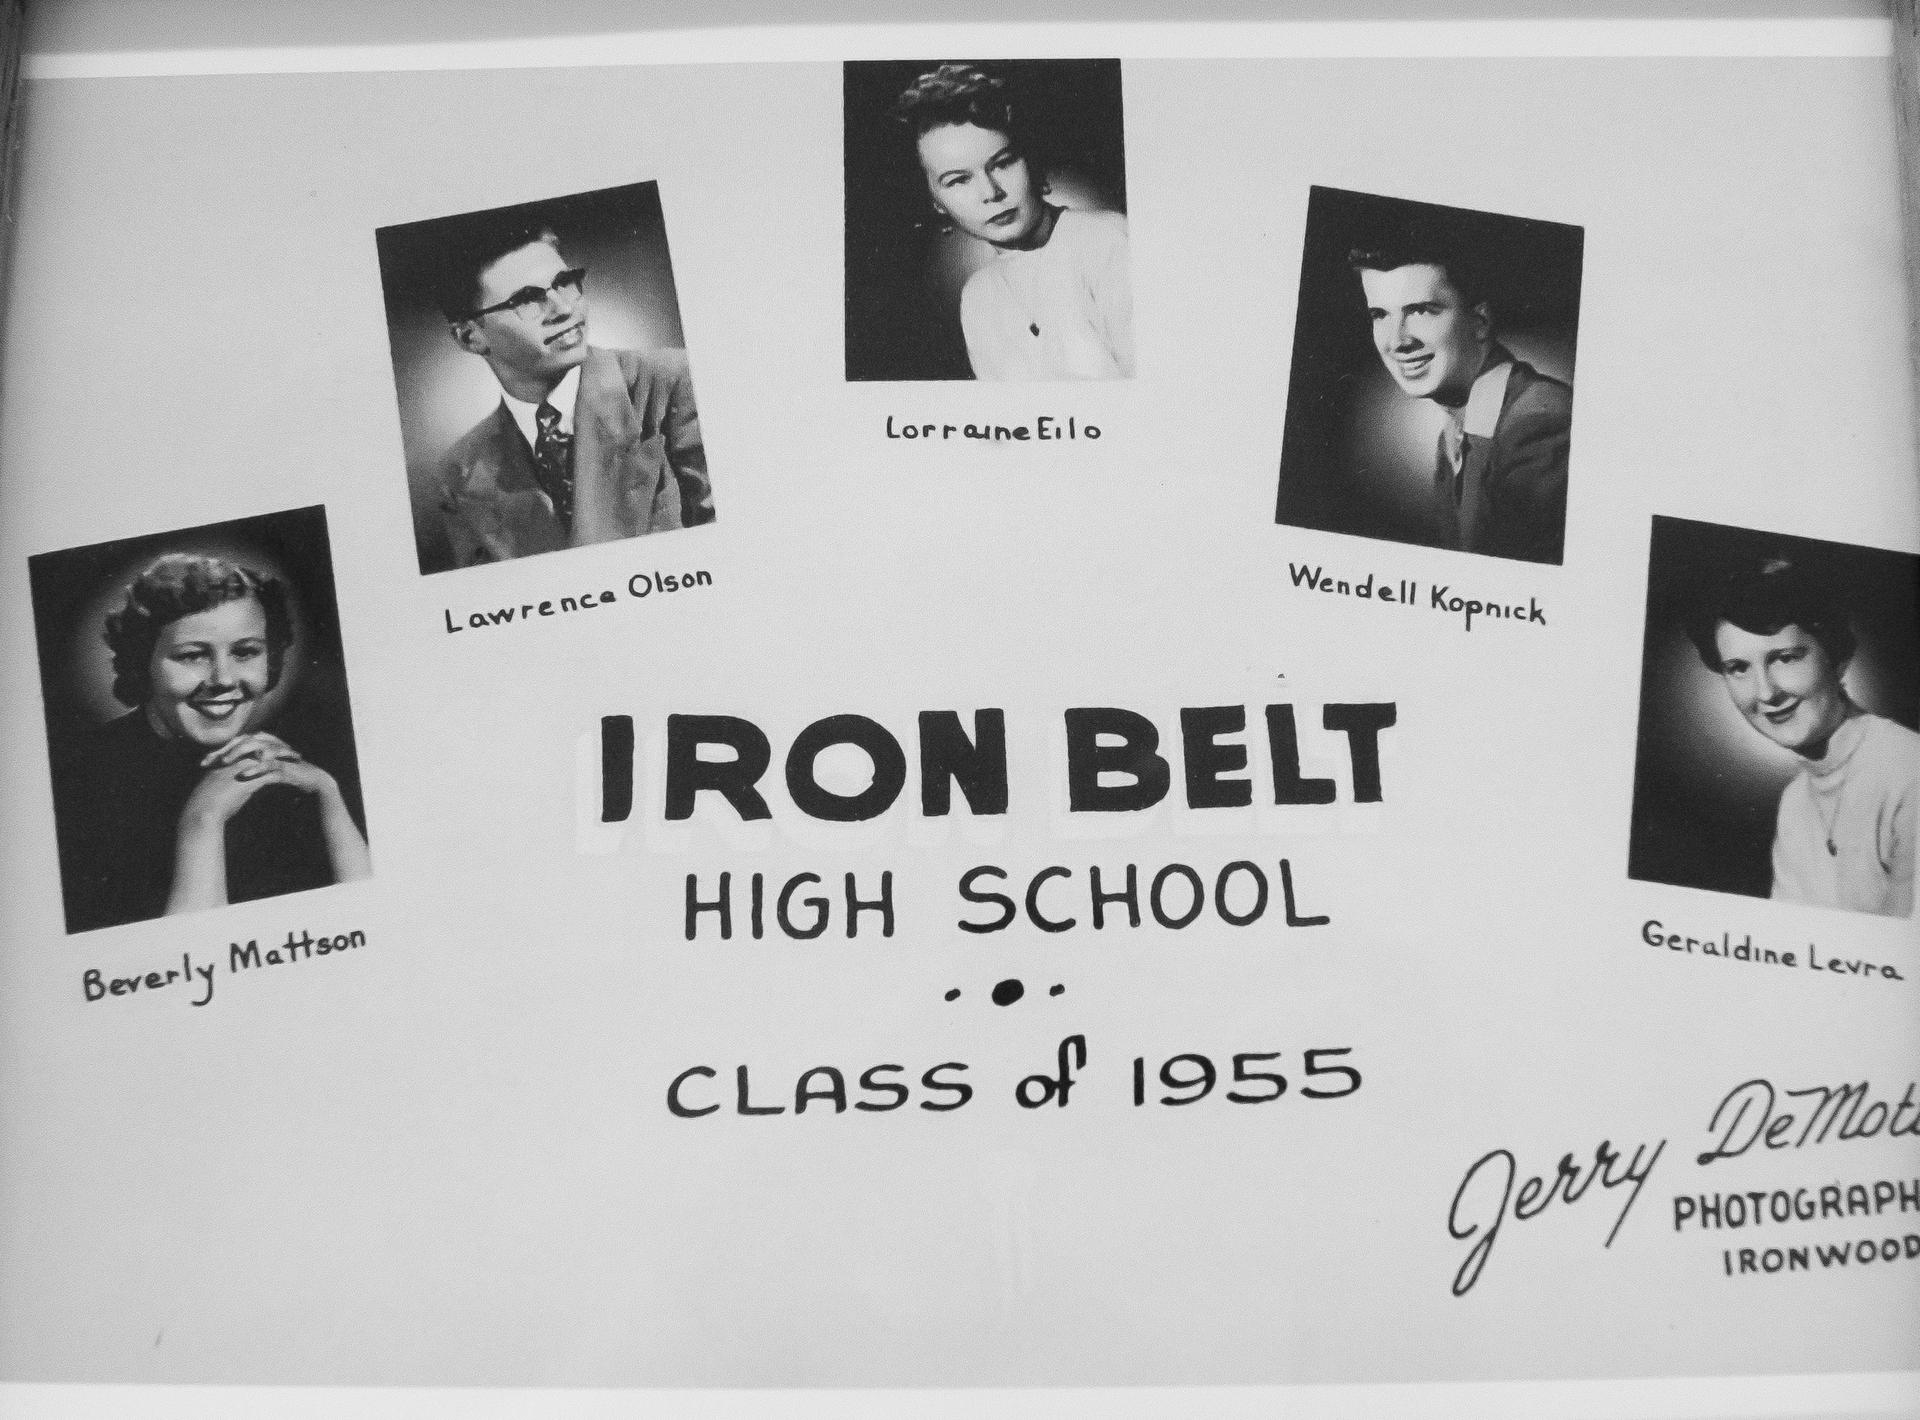 Lorraine Eilo
Lawrence Olson
Wendell Kopnick
Beverly Mattson
Geraldine Levra
IRON BELT
HIGH SCHOOL
CLASS of 1955
Jerry DeMott
PHOTOGRAPH
IRONWOOD